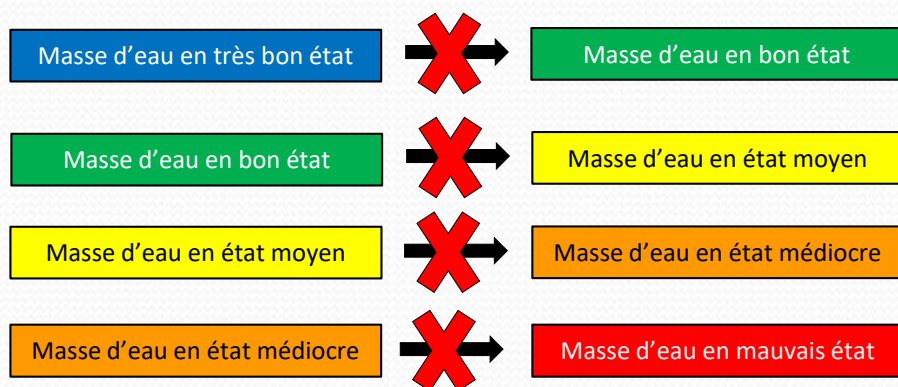 Masse d'eau en très bon état
Masse d'eau en bon état
Masse d'eau en bon état
Masse d'eau en état moyen
Masse d'eau en état moyen
Masse d'eau en état médiocre
Masse d'eau en état médiocre
Masse d'eau en mauvais état